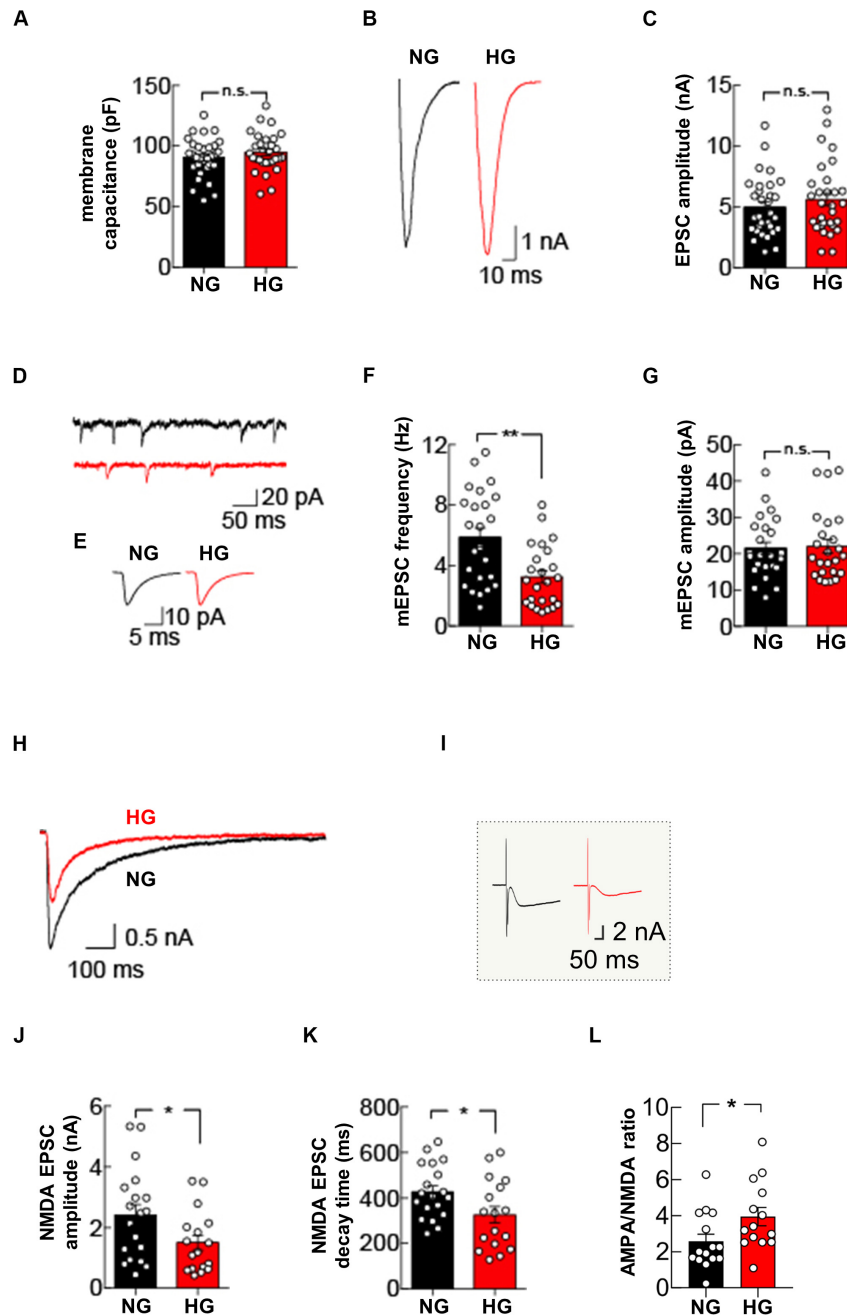 A
B
C
NG HG
150
100
50
0
membrane
capacitance (pF)
n.s.
NG HG
1 nA
10 ms
15
10
5
0
EPSC amplitude (nA)
n.s.
NG HG
D
F
G
20 pA
50 ms
E
NG HG
10 pA
5 ms
12
8
4
0
mEPSC frequency (Hz)
**
NG HG
50
40
30
20
10
0
mEPSC amplitude (pA)
n.s.
NG HG
H
I
HG
NG
0.5 nA
100 ms
2 nA
50 ms
J
K
L
6
4
2
0
NMDA EPSC
amplitude (nA)
*
NG HG
800
600
400
200
0
NMDA EPSC
decay time (ms)
*
NG HG
10
8
6
4
2
0
AMPA/NMDA ratio
*
NG HG